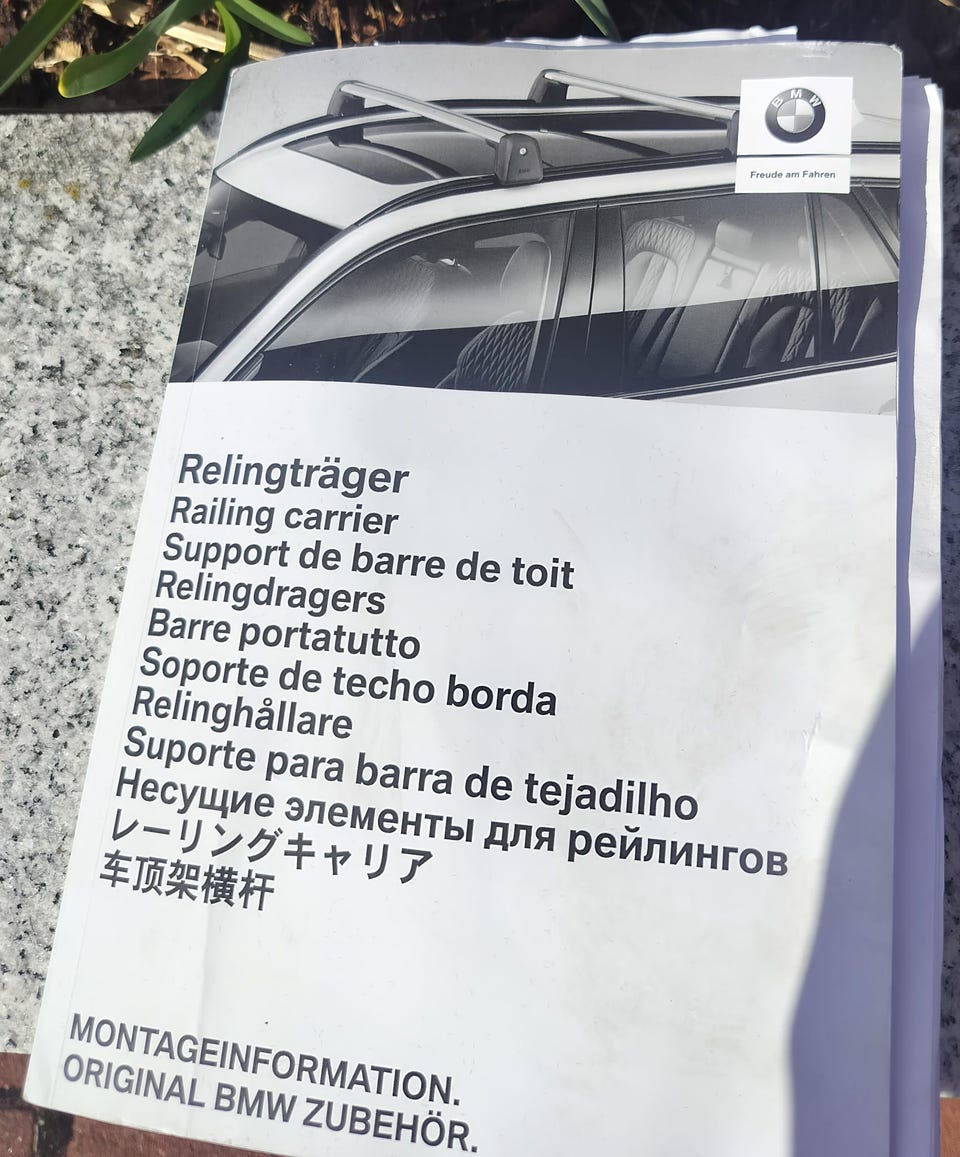 BMW
Freude am Fahren
Relingträger
Railing carrier
Support de barre de toit
Relingdragers
Barre portatutto
Soporte de techo borda
Relinghållare
Suporte para barra de tejadilho
Несущие элементы для рейлингов
レーリングキャリア
车顶架横杆
MONTAGEINFORMATION.
ORIGINAL BMW ZUBEHÖR.